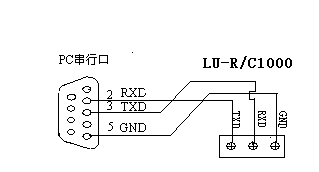 PC串行口
LU-R/C1000
2 RXD
3 TXD
5 GND
TXD
RXD
GND